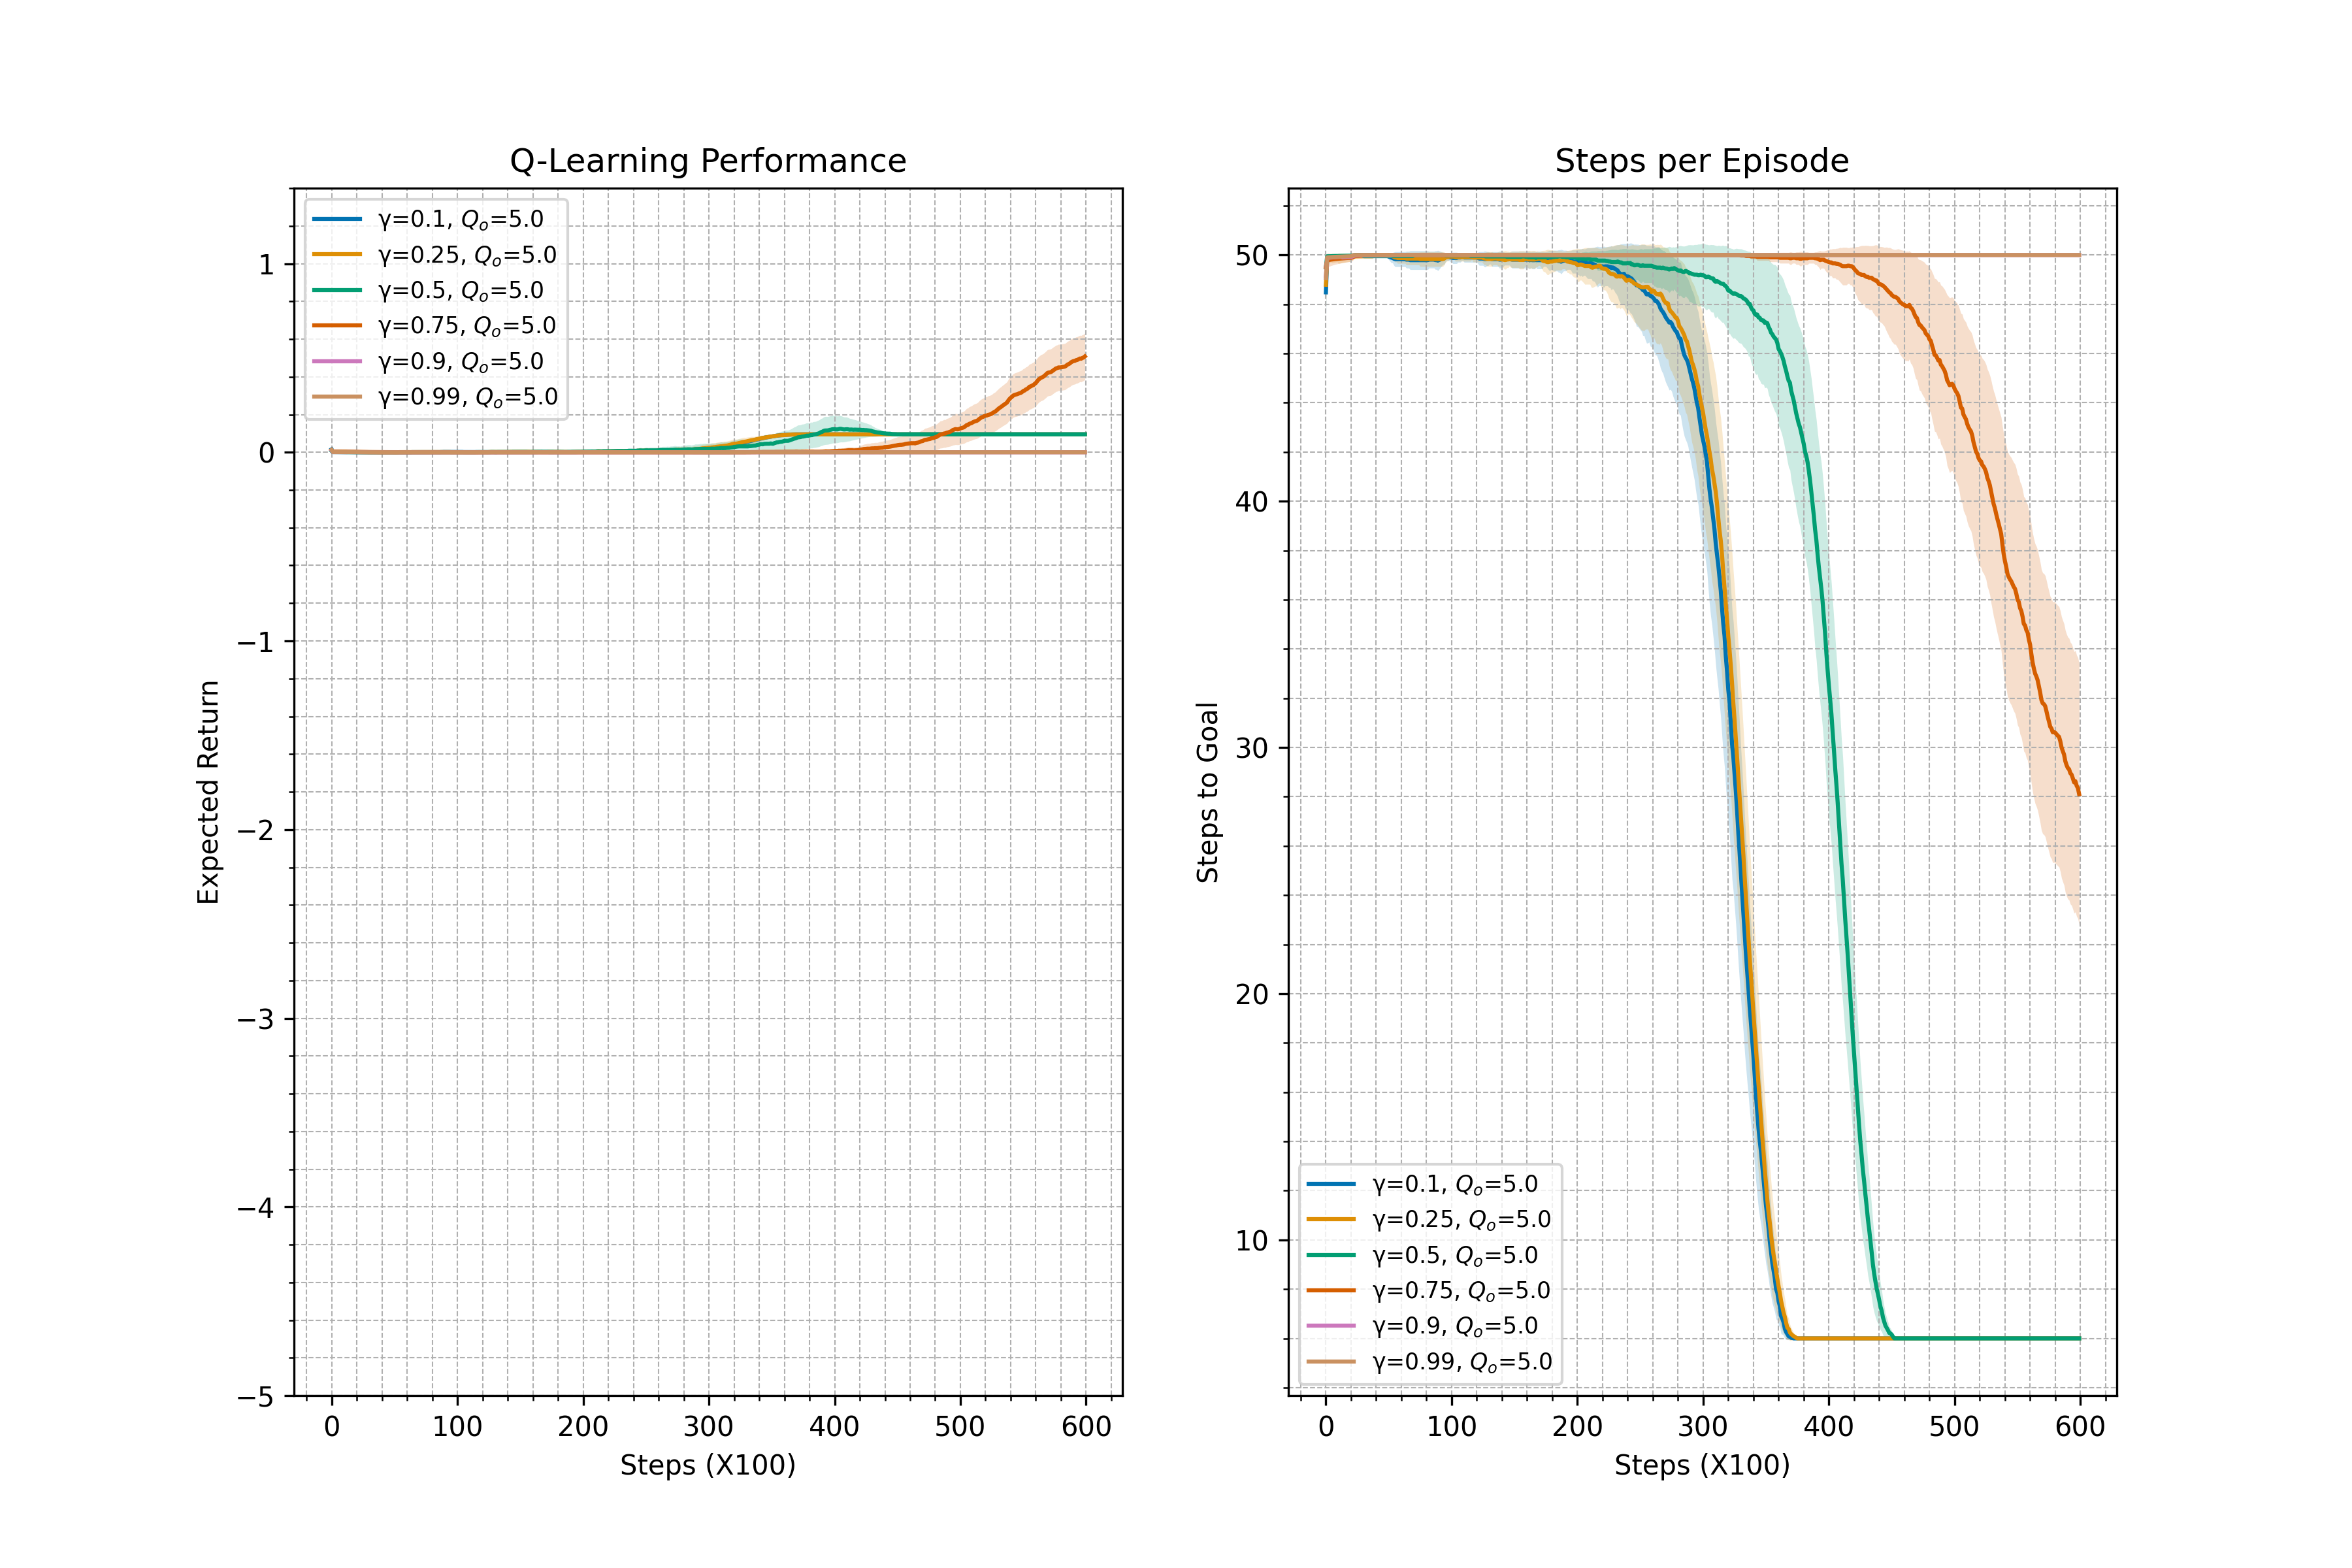 Q-Learning Performance
γ=0.1, Qₒ=5.0
γ=0.25, Qₒ=5.0
γ=0.5, Qₒ=5.0
γ=0.75, Qₒ=5.0
γ=0.9, Qₒ=5.0
γ=0.99, Qₒ=5.0
1
0
−1
−2
−3
−4
−5
Expected Return
0 100 200 300 400 500 600
Steps (X100)
Steps per Episode
50
40
30
20
10
Steps to Goal
γ=0.1, Qₒ=5.0
γ=0.25, Qₒ=5.0
γ=0.5, Qₒ=5.0
γ=0.75, Qₒ=5.0
γ=0.9, Qₒ=5.0
γ=0.99, Qₒ=5.0
0 100 200 300 400 500 600
Steps (X100)